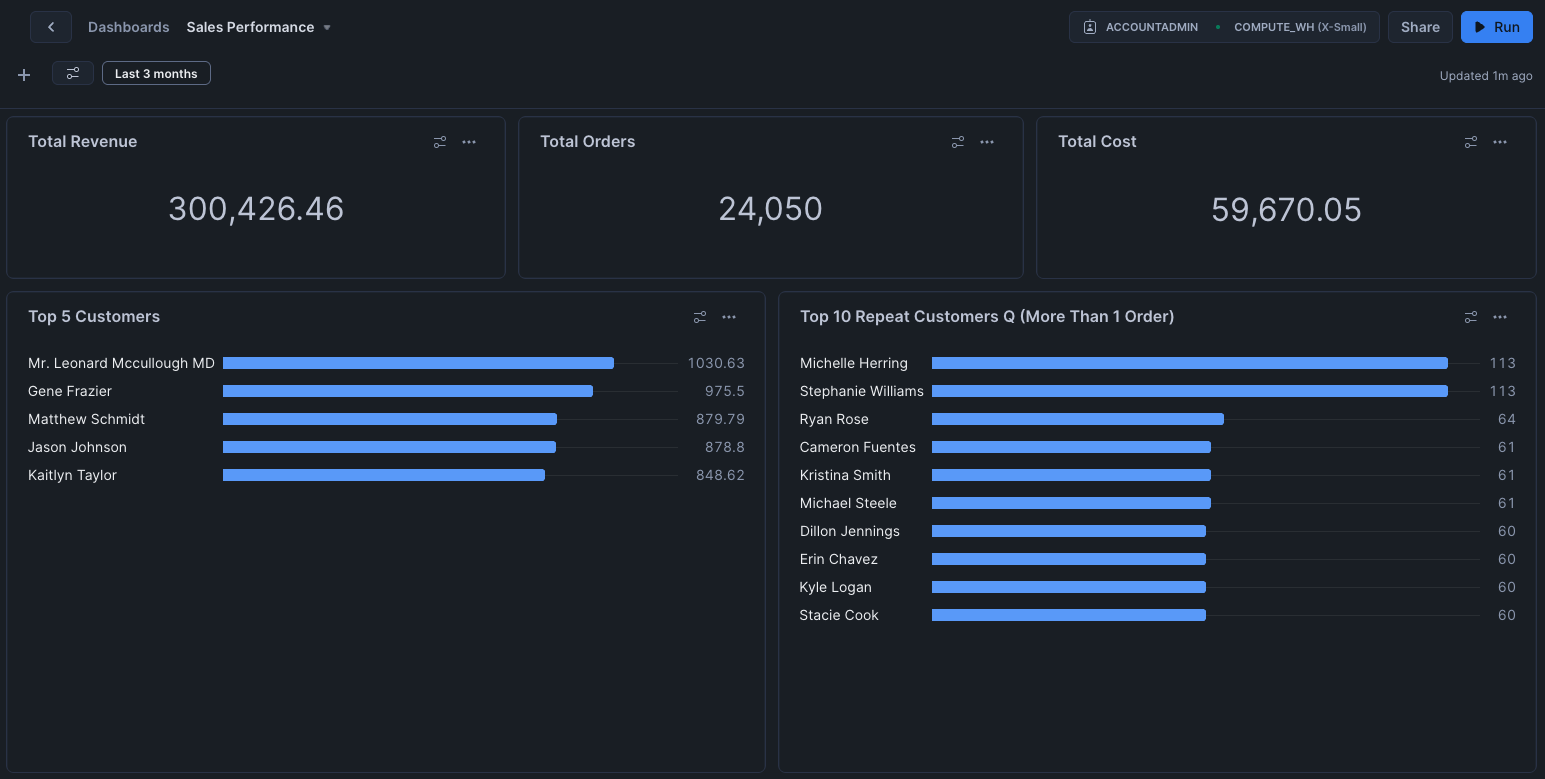 Dashboards Sales Performance
ACCOUNTADMIN COMPUTE_WH (X-Small) Share Run
Last 3 months Updated 1m ago
Total Revenue
300,426.46
Total Orders
24,050
Total Cost
59,670.05
Top 5 Customers
Mr. Leonard Mccullough MD 1030.63
Gene Frazier 975.5
Matthew Schmidt 879.79
Jason Johnson 878.8
Kaitlyn Taylor 848.62
Top 10 Repeat Customers Q (More Than 1 Order)
Michelle Herring 113
Stephanie Williams 113
Ryan Rose 64
Cameron Fuentes 61
Kristina Smith 61
Michael Steele 61
Dillon Jennings 60
Erin Chavez 60
Kyle Logan 60
Stacie Cook 60